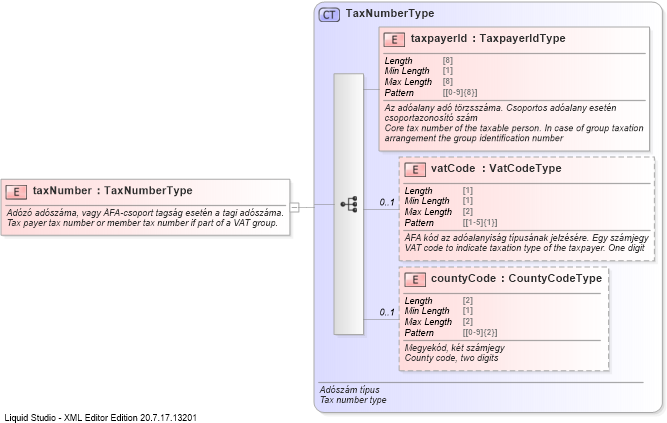 CT TaxNumberType
E taxpayerId : TaxpayerIdType
Length [8]
Min Length [1]
Max Length [8]
Pattern [[0-9]{8}]
Az adóalany adó törzsszáma. Csoportos adóalany esetén
csoportazonosító szám
Core tax number of the taxable person. In case of group taxation
arrangement the group identification number
E taxNumber : TaxNumberType
Adózó adószáma, vagy ÁFA-csoport tagság esetén a tagi adószáma.
Tax payer tax number or member tax number if part of a VAT group.
0..1
E vatCode : VatCodeType
Length [1]
Min Length [1]
Max Length [2]
Pattern [[1-5]{1}]
ÁFA kód az adóalanyiság típusának jelzésére. Egy számjegy
VAT code to indicate taxation type of the taxpayer. One digit
0..1
E countyCode : CountyCodeType
Length [2]
Min Length [1]
Max Length [2]
Pattern [[0-9]{2}]
Megyekód, két számjegy
County code, two digits
Adószám típus
Tax number type
Liquid Studio - XML Editor Edition 20.7.17.13201